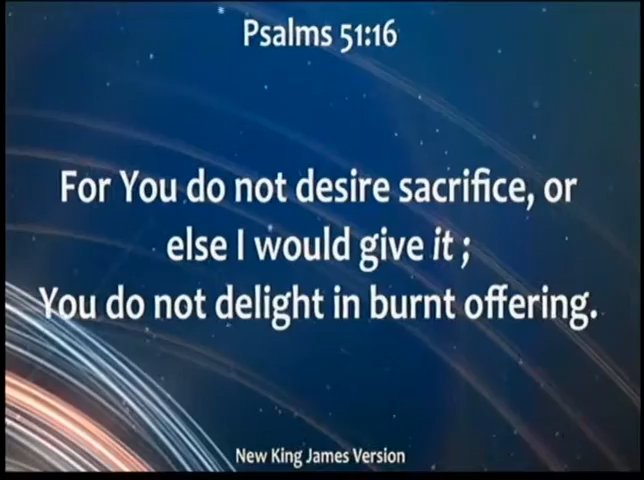 Psalms 51:16
For You do not desire sacrifice, or
else I would give it ;
You do not delight in burnt offering.
New King James Version